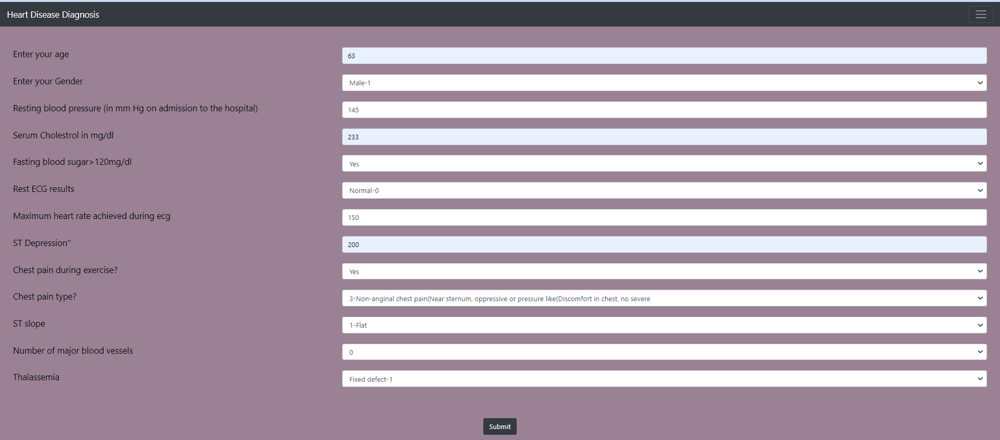 Heart Disease Diagnosis
Enter your age
63
Enter your Gender
Male-1
Resting blood pressure (in mm Hg on admission to the hospital)
145
Serum Cholestrol in mg/dl
233
Fasting blood sugar>120mg/dl
Yes
Rest ECG results
Normal-0
Maximum heart rate achieved during ecg
150
ST Depression"
200
Chest pain during exercise?
Yes
Chest pain type?
3-Non-anginal chest pain(Near sternum, oppressive or pressure like(Discomfort in chest, no severe
ST slope
1-Flat
Number of major blood vessels
0
Thalassemia
Fixed defect-1
Submit